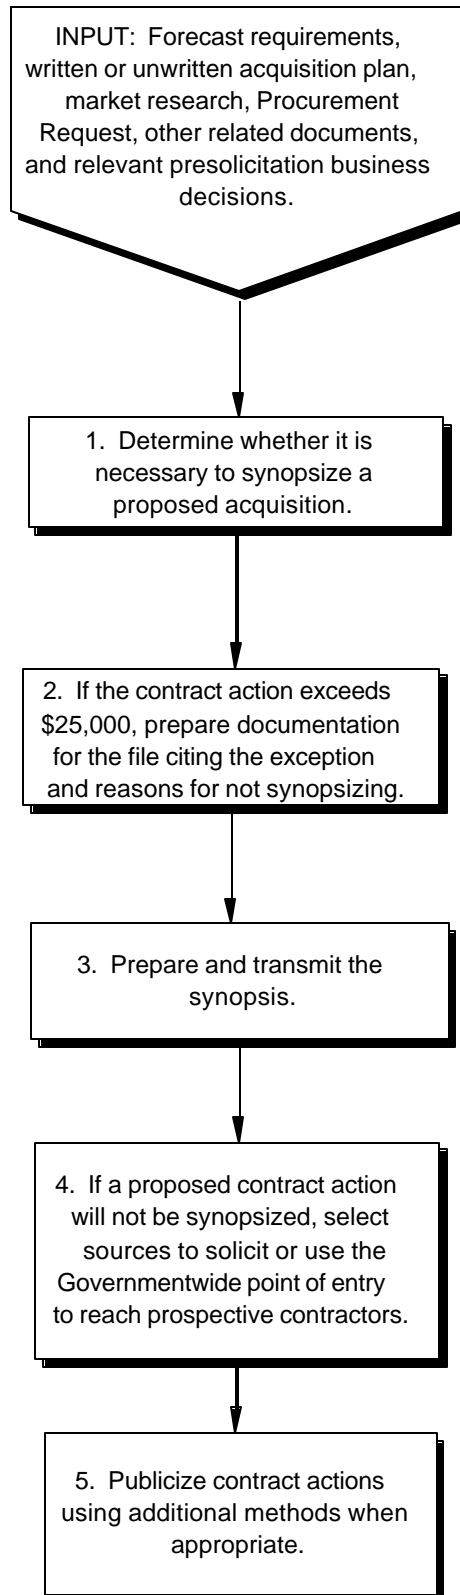 INPUT: Forecast requirements,
written or unwritten acquisition plan,
market research, Procurement
Request, other related documents,
and relevant presolicitation business
decisions.
1. Determine whether it is
necessary to synopsize a
proposed acquisition.
2. If the contract action exceeds
$25,000, prepare documentation
for the file citing the exception
and reasons for not synopsizing.
3. Prepare and transmit the
synopsis.
4. If a proposed contract action
will not be synopsized, select
sources to solicit or use the
Governmentwide point of entry
to reach prospective contractors.
5. Publicize contract actions
using additional methods when
appropriate.